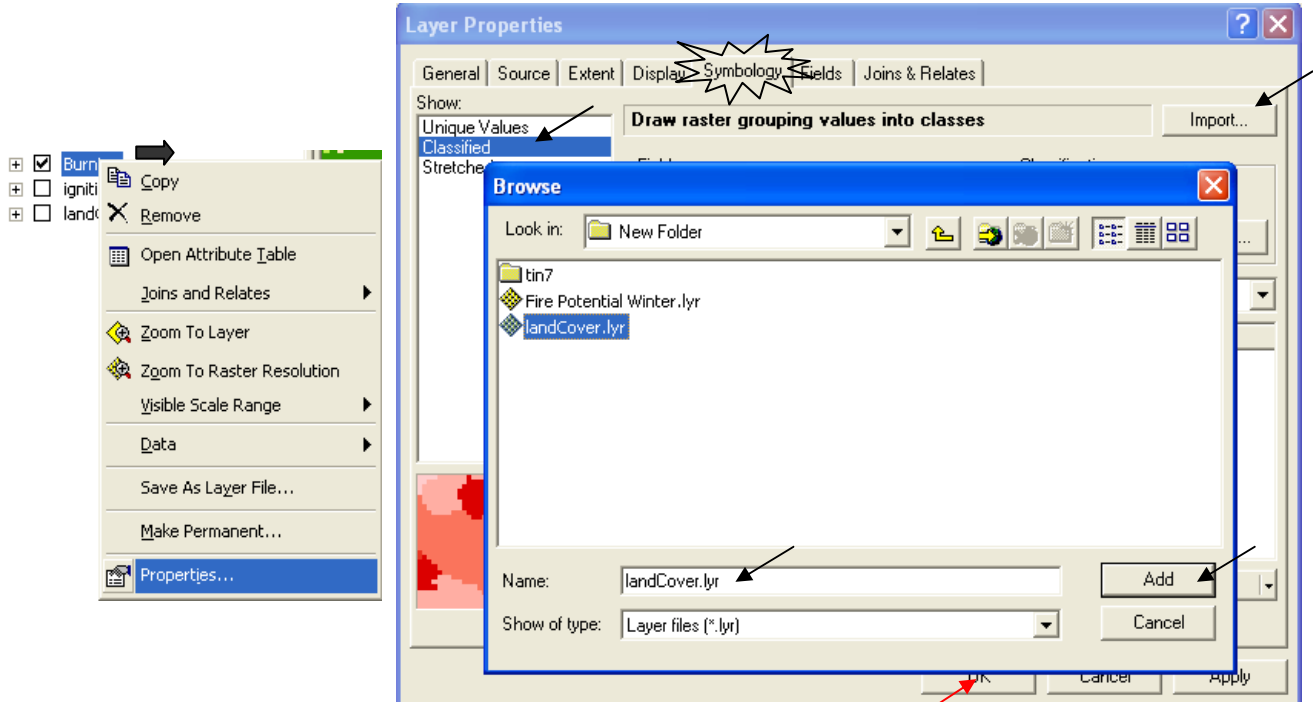 Burn
igniti
land
Copy
Remove
Open Attribute Table
Joins and Relates
Zoom To Layer
Zoom To Raster Resolution
Visible Scale Range
Data
Save As Layer File...
Make Permanent...
Properties...
Layer Properties
General Source Extent Display Symbology Fields Joins & Relates
Show:
Unique Values
Classified
Stretche
Draw raster grouping values into classes
Import...
Browse
Look in: New Folder
tin7
Fire Potential Winter.lyr
landCover.lyr
Name: landCover.lyr Add
Show of type: Layer files (*.lyr) Cancel
OK Cancel Apply